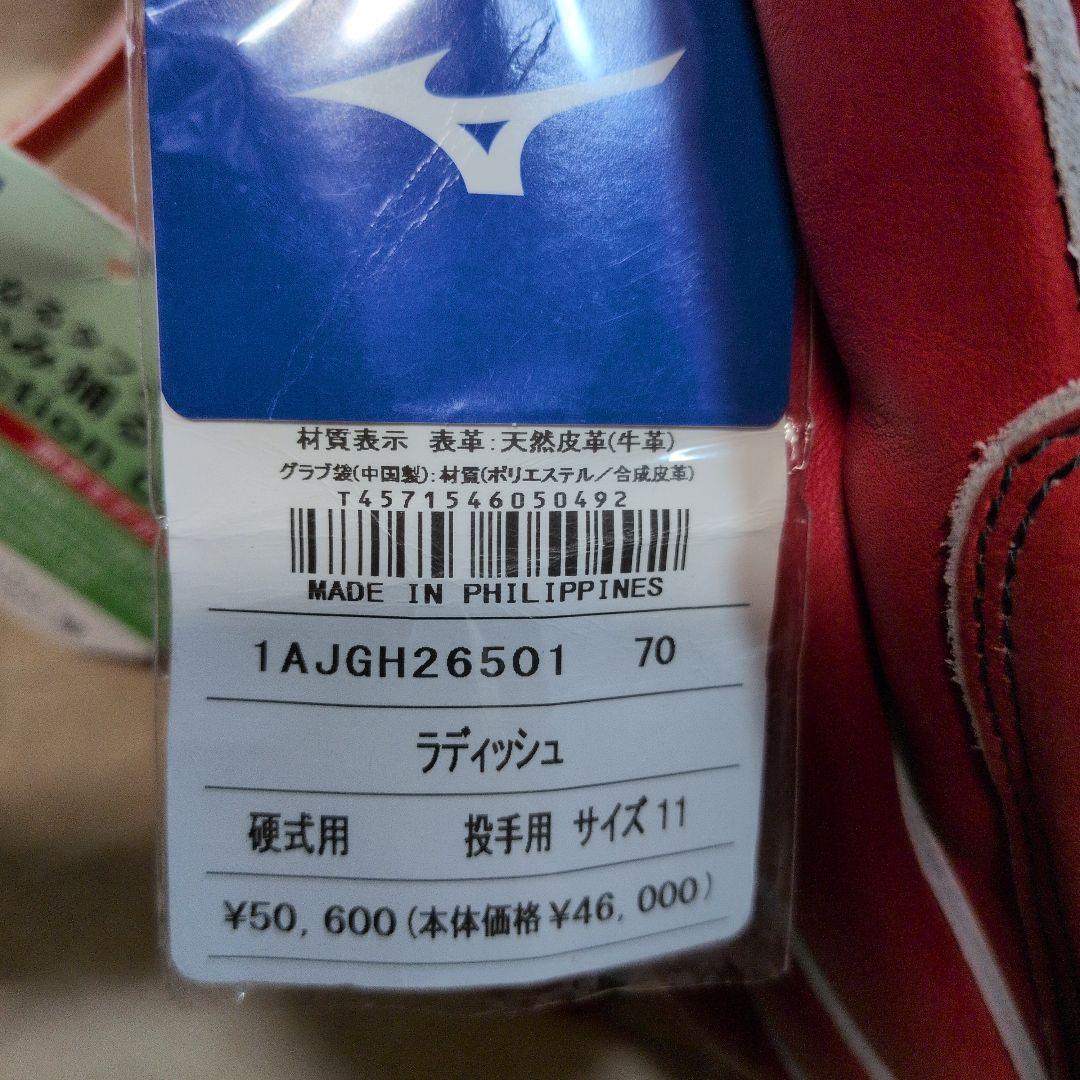 材質表示 表革:天然皮革(牛革)
グラブ袋(中国製):材質(ポリエステル/合成皮革)
T4571546050492
MADE IN PHILIPPINES
1AJGH26501 70
ラディッシュ
硬式用 投手用 サイズ11
¥50,600(本体価格¥46,000)